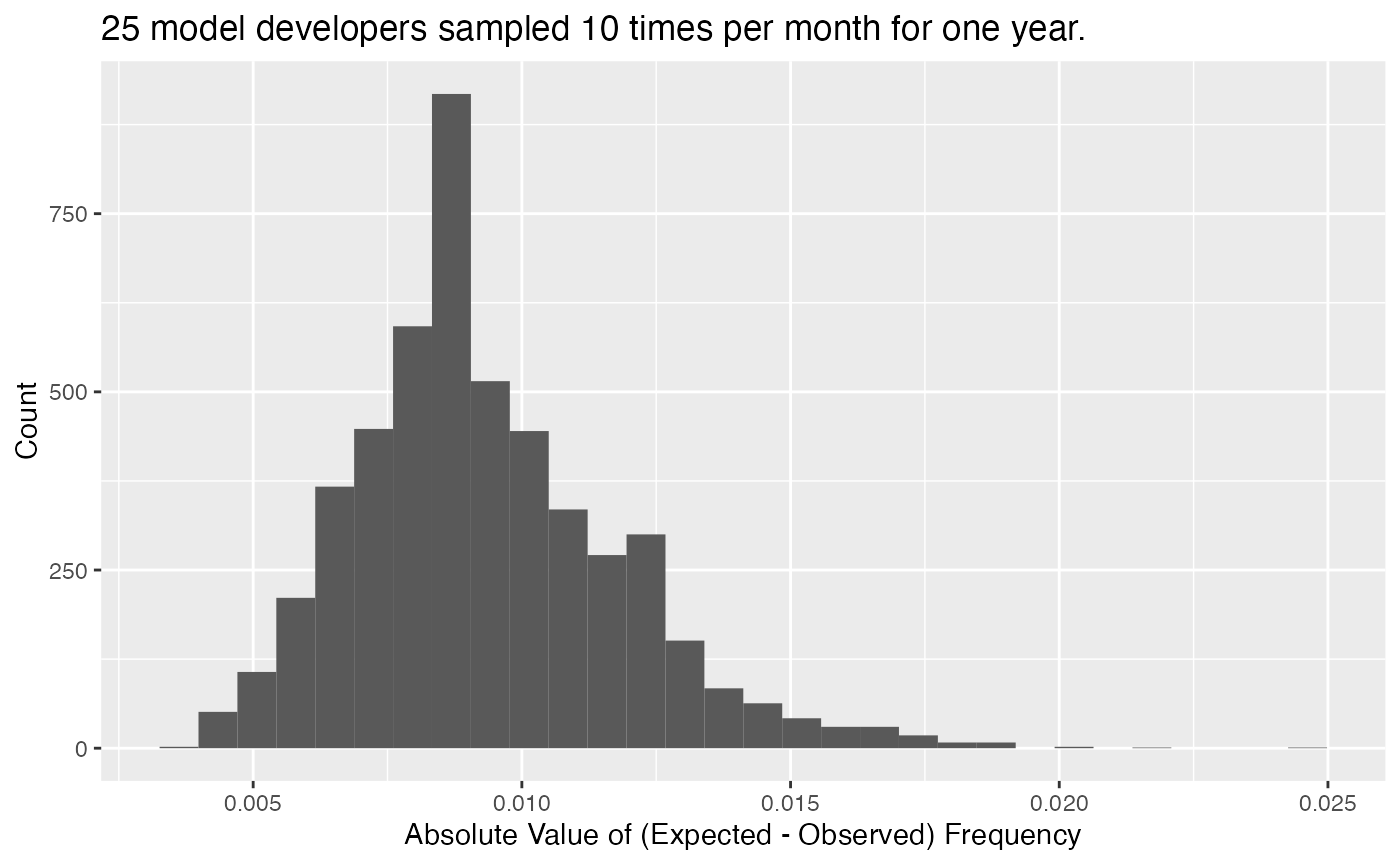 25 model developers sampled 10 times per month for one year.
Count
750
500
250
0
0.005 0.010 0.015 0.020 0.025
Absolute Value of (Expected - Observed) Frequency